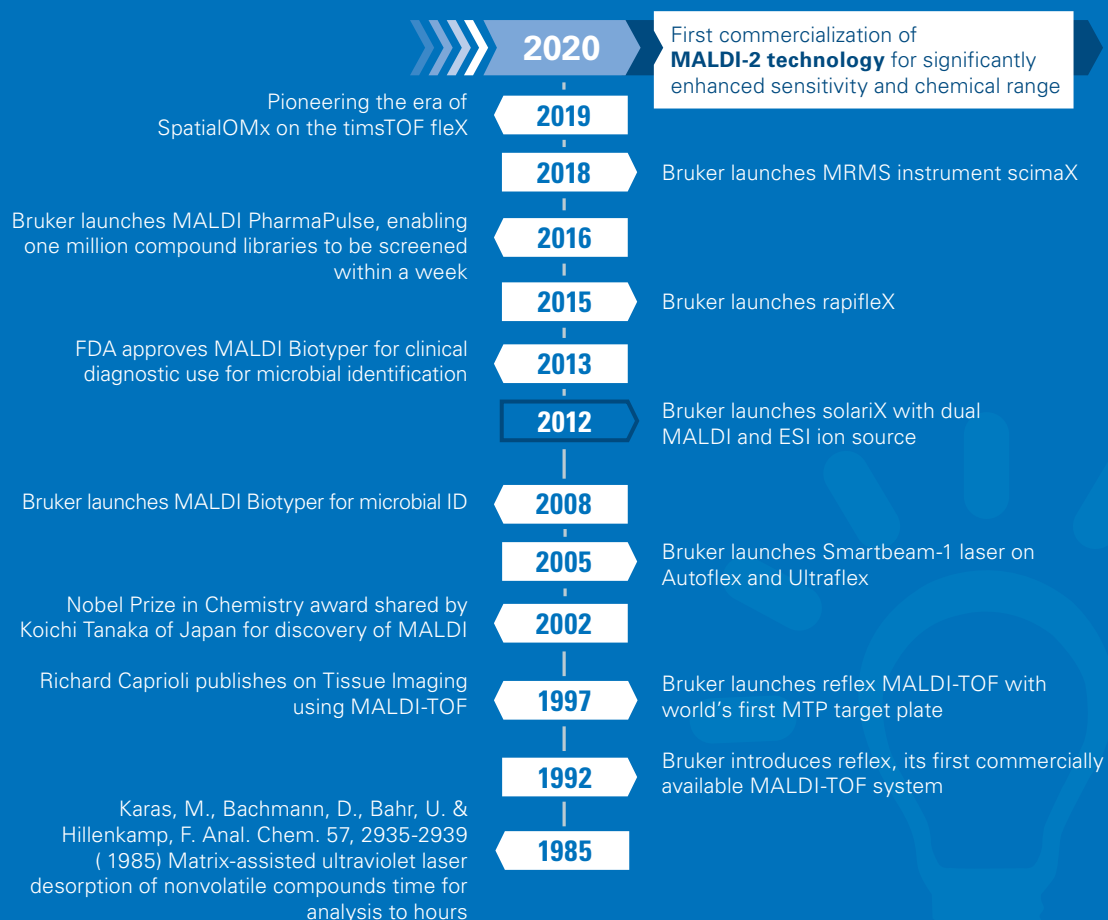 2020
First commercialization of
MALDI-2 technology for significantly
enhanced sensitivity and chemical range
Pioneering the era of
SpatialOMx on the timsTOF fleX
2019
2018
Bruker launches MRMS instrument scimaX
Bruker launches MALDI PharmaPulse, enabling
one million compound libraries to be screened
within a week
2016
2015
Bruker launches rapifleX
FDA approves MALDI Biotyper for clinical
diagnostic use for microbial identification
2013
2012
Bruker launches solariX with dual
MALDI and ESI ion source
Bruker launches MALDI Biotyper for microbial ID
2008
2005
Bruker launches Smartbeam-1 laser on
Autoflex and Ultraflex
Nobel Prize in Chemistry award shared by
Koichi Tanaka of Japan for discovery of MALDI
2002
Richard Caprioli publishes on Tissue Imaging
using MALDI-TOF
1997
Bruker launches reflex MALDI-TOF with
world's first MTP target plate
1992
Bruker introduces reflex, its first commercially
available MALDI-TOF system
Karas, M., Bachmann, D., Bahr, U. &
Hillenkamp, F. Anal. Chem. 57, 2935-2939
( 1985) Matrix-assisted ultraviolet laser
desorption of nonvolatile compounds time for
analysis to hours
1985